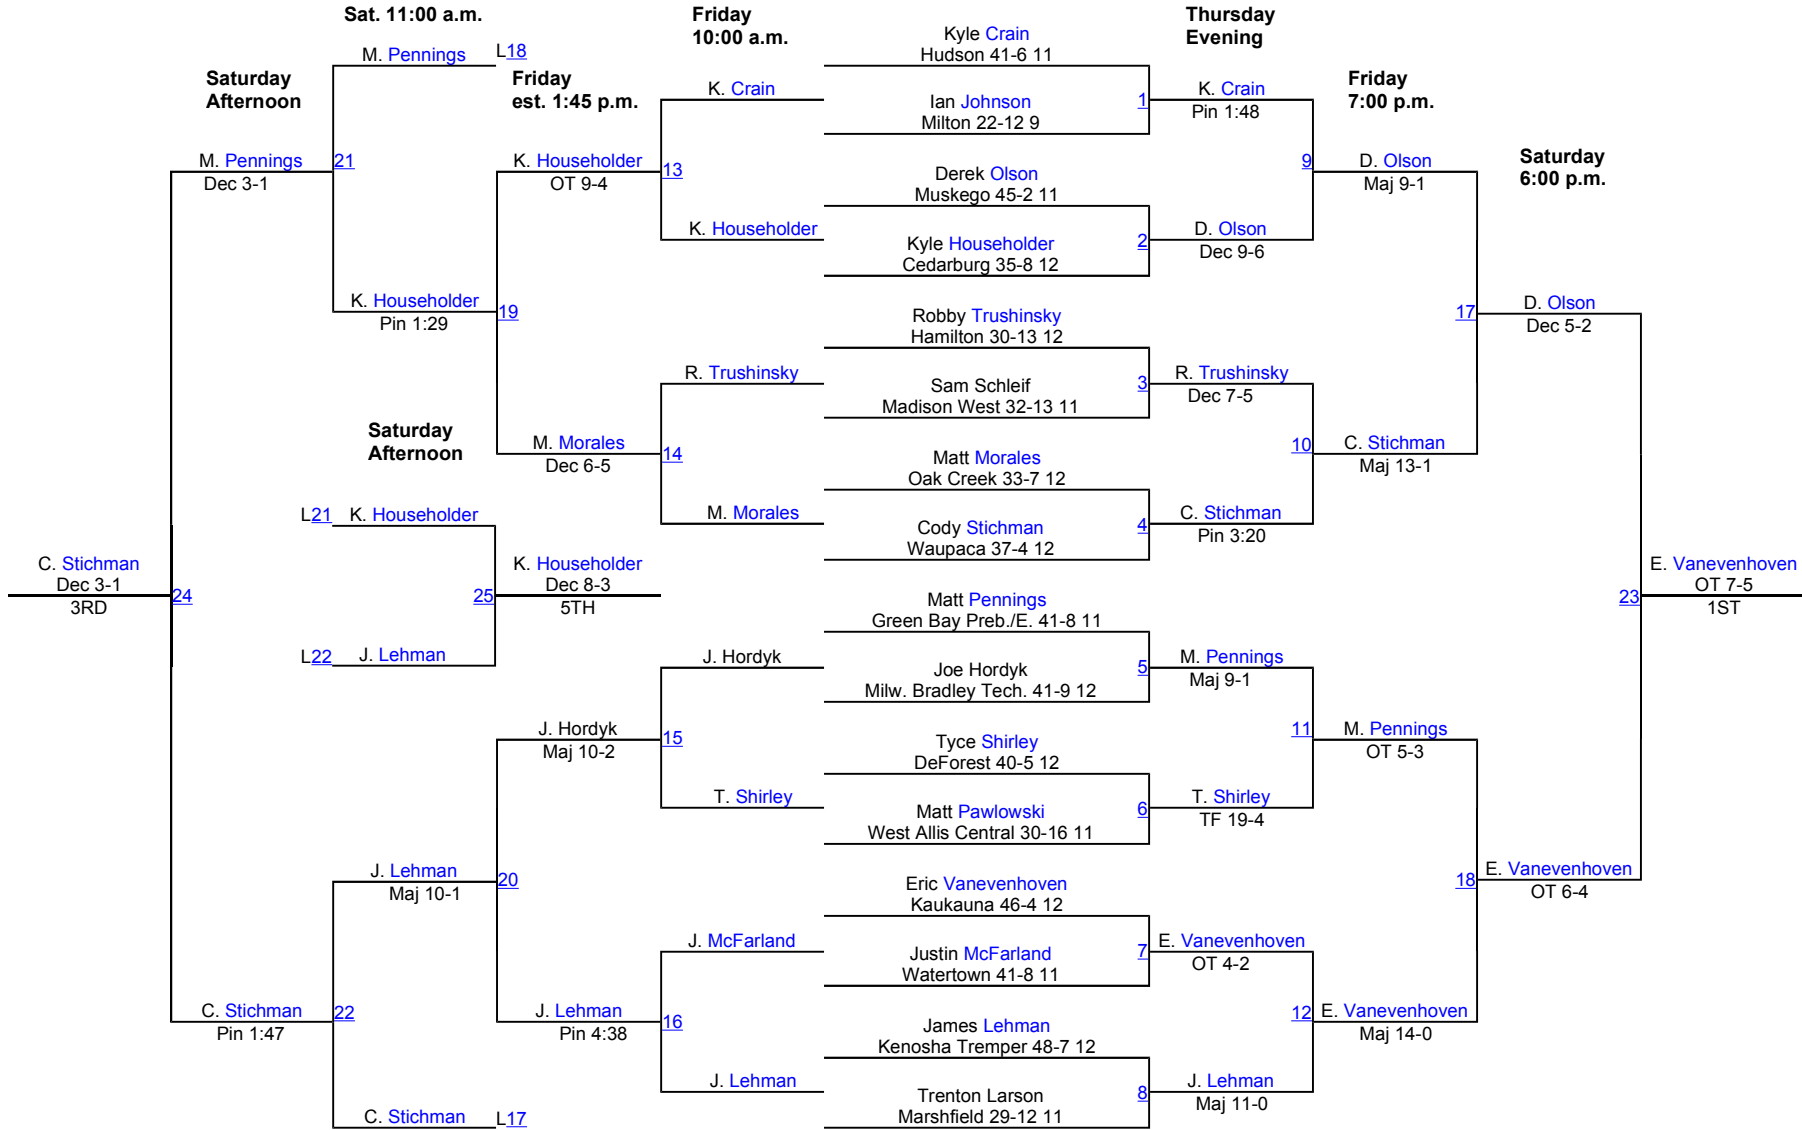 Sat. 11:00 a.m.
M. Pennings L18
Saturday
Afternoon
Friday
est. 1:45 p.m.
Friday
10:00 a.m.
Thursday
Evening
Friday
7:00 p.m.
Saturday
6:00 p.m.
Kyle Crain
Hudson 41-6 11
Ian Johnson
Milton 22-12 9
1
Derek Olson
Muskego 45-2 11
Kyle Householder
Cedarburg 35-8 12
2
Robby Trushinsky
Hamilton 30-13 12
Sam Schleif
Madison West 32-13 11
3
Matt Morales
Oak Creek 33-7 12
Cody Stichman
Waupaca 37-4 12
4
Matt Pennings
Green Bay Preb./E. 41-8 11
Joe Hordyk
Milw. Bradley Tech. 41-9 12
5
Tyce Shirley
DeForest 40-5 12
Matt Pawlowski
West Allis Central 30-16 11
6
Eric Vanevenhoven
Kaukauna 46-4 12
Justin McFarland
Watertown 41-8 11
7
James Lehman
Kenosha Tremper 48-7 12
Trenton Larson
Marshfield 29-12 11
8
K. Crain
Pin 1:48
9
D. Olson
Dec 9-6
R. Trushinsky
Dec 7-5
10
C. Stichman
Pin 3:20
M. Pennings
Maj 9-1
11
T. Shirley
TF 19-4
E. Vanevenhoven
OT 4-2
12
J. Lehman
Maj 11-0
D. Olson
Maj 9-1
17
C. Stichman
Maj 13-1
M. Pennings
OT 5-3
18
E. Vanevenhoven
Maj 14-0
D. Olson
Dec 5-2
23
E. Vanevenhoven
OT 6-4
E. Vanevenhoven
OT 7-5
1ST
K. Crain
13
K. Householder
R. Trushinsky
14
M. Morales
J. Hordyk
15
T. Shirley
J. McFarland
16
J. Lehman
K. Householder
OT 9-4
19
M. Morales
Dec 6-5
J. Hordyk
Maj 10-2
20
J. Lehman
Pin 4:38
M. Pennings
Dec 3-1
21
K. Householder
Pin 1:29
Saturday
Afternoon
L21 K. Householder
25
L22 J. Lehman
K. Householder
Dec 8-3
5TH
J. Lehman
Maj 10-1
22
C. Stichman L17
C. Stichman
Pin 1:47
C. Stichman
Dec 3-1
3RD
24